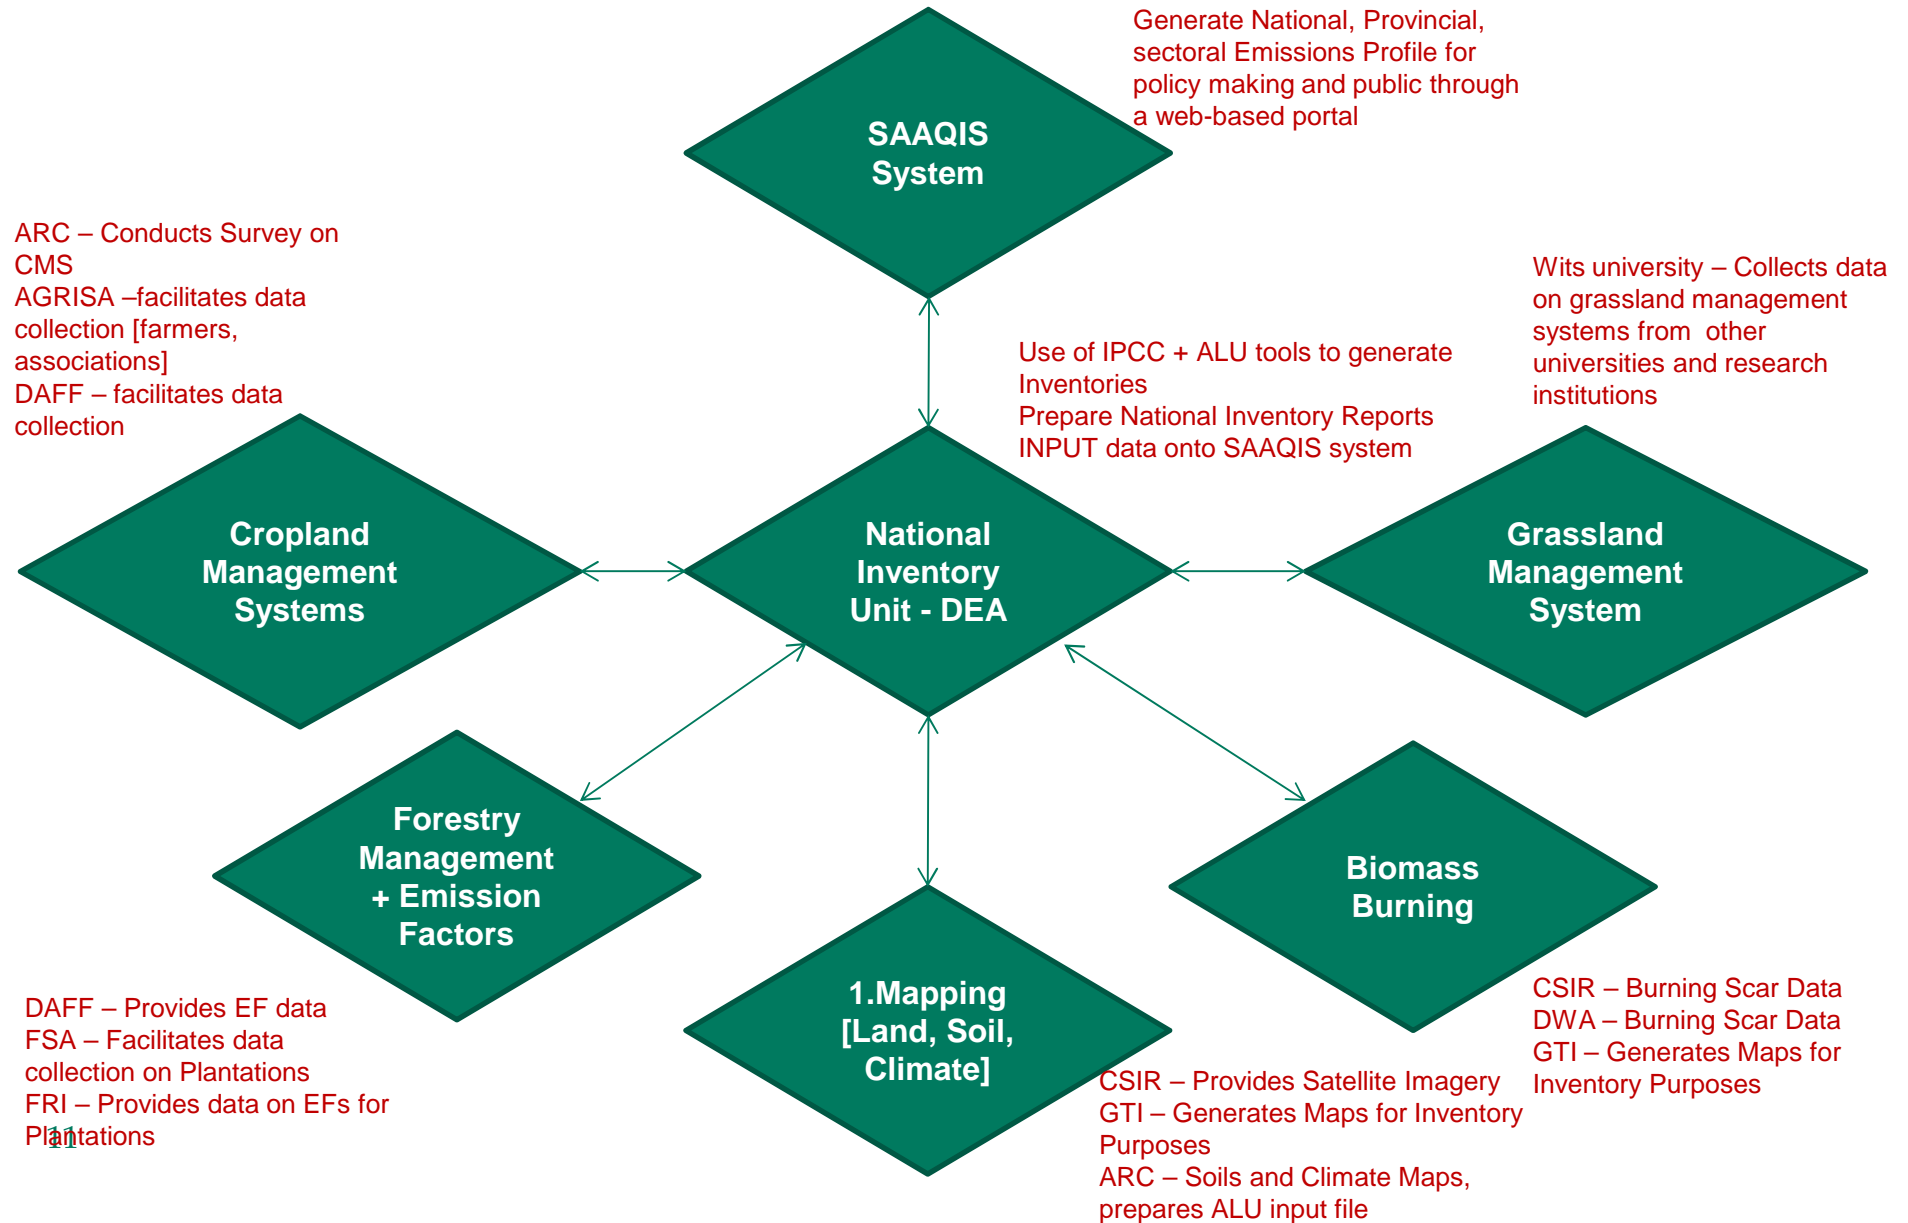 Generate National, Provincial,
sectoral Emissions Profile for
policy making and public through
a web-based portal
SAAQIS
System
ARC – Conducts Survey on
CMS
AGRISA –facilitates data
collection [farmers,
associations]
DAFF – facilitates data
collection
Wits university – Collects data
on grassland management
systems from  other
universities and research
institutions
Use of IPCC + ALU tools to generate
Inventories
Prepare National Inventory Reports
INPUT data onto SAAQIS system
Cropland
Management
Systems
National
Inventory
Unit - DEA
Grassland
Management
System
Forestry
Management
+ Emission
Factors
Biomass
Burning
1.Mapping
[Land, Soil,
Climate]
DAFF – Provides EF data
FSA – Facilitates data
collection on Plantations
FRI – Provides data on EFs for
Plantations
11
CSIR – Burning Scar Data
DWA – Burning Scar Data
GTI – Generates Maps for
Inventory Purposes
CSIR – Provides Satellite Imagery
GTI – Generates Maps for Inventory
Purposes
ARC – Soils and Climate Maps,
prepares ALU input file